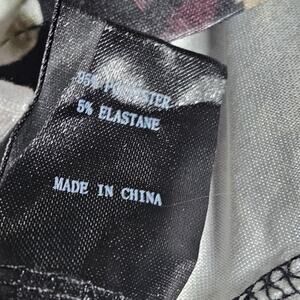 95% POLYESTER
5% ELASTANE
MADE IN CHINA